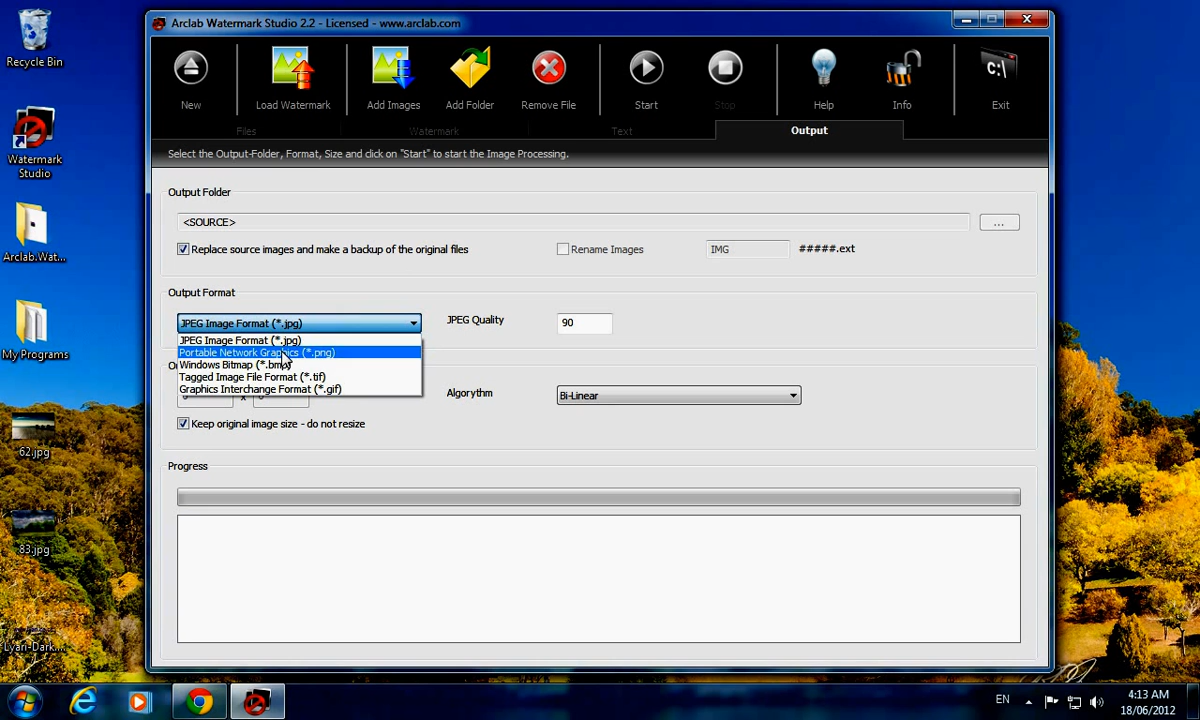 Arclab Watermark Studio 2.2 - Licensed - www.arclab.com
New
Load Watermark
Add Images
Add Folder
Remove File
Start
Stop
Help
Info
C:\
Exit
Files
Watermark
Text
Output
Select the Output-Folder, Format, Size and click on "Start" to start the Image Processing.
Output Folder
<SOURCE>
...
Replace source images and make a backup of the original files
Rename Images
IMG
#####.ext
Output Format
JPEG Image Format (*.jpg)
JPEG Quality
90
JPEG Image Format (*.jpg)
Portable Network Graphics (*.png)
Windows Bitmap (*.bmp)
Tagged Image File Format (*.tif)
Graphics Interchange Format (*.gif)
x
Algorythm
Bi-Linear
Keep original image size - do not resize
Progress
Recycle Bin
Watermark
Studio
Arclab.Wat...
My Programs
62.jpg
83.jpg
Lyari-Dark....
EN
4:13 AM
18/06/2012